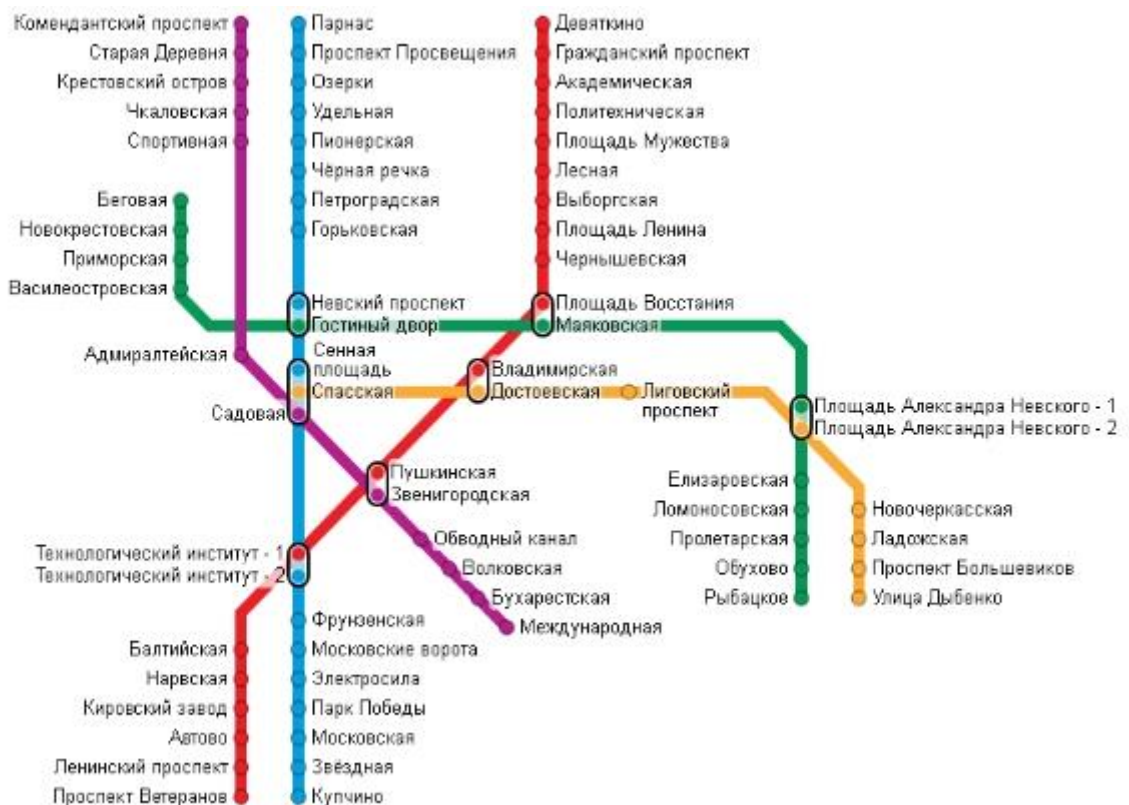 Комендантский проспект
Старая Деревня
Крестовский остров
Чкаловская
Спортивная
Парнас
Проспект Просвещения
Озерки
Удельная
Пионерская
Чёрная речка
Петроградская
Горьковская
Девяткино
Гражданский проспект
Академическая
Политехническая
Площадь Мужества
Лесная
Выборгская
Площадь Ленина
Чернышевская
Беговая
Новокрестовская
Приморская
Василеостровская
Невский проспект
Гостиный двор
Площадь Восстания
Маяковская
Адмиралтейская
Сенная
площадь
Спасская
Садовая
Владимирская
Достоевская
Лиговский
проспект
Площадь Александра Невского - 1
Площадь Александра Невского - 2
Пушкинская
Звенигородская
Елизаровская
Ломоносовская
Пролетарская
Обухово
Рыбацкое
Новочеркасская
Ладожская
Проспект Большевиков
Улица Дыбенко
Обводный канал
Волковская
Бухарестская
Международная
Технологический институт - 1
Технологический институт - 2
Балтийская
Нарвская
Кировский завод
Автово
Ленинский проспект
Проспект Ветеранов
Фрунзенская
Московские ворота
Электросила
Парк Победы
Московская
Звёздная
Купчино